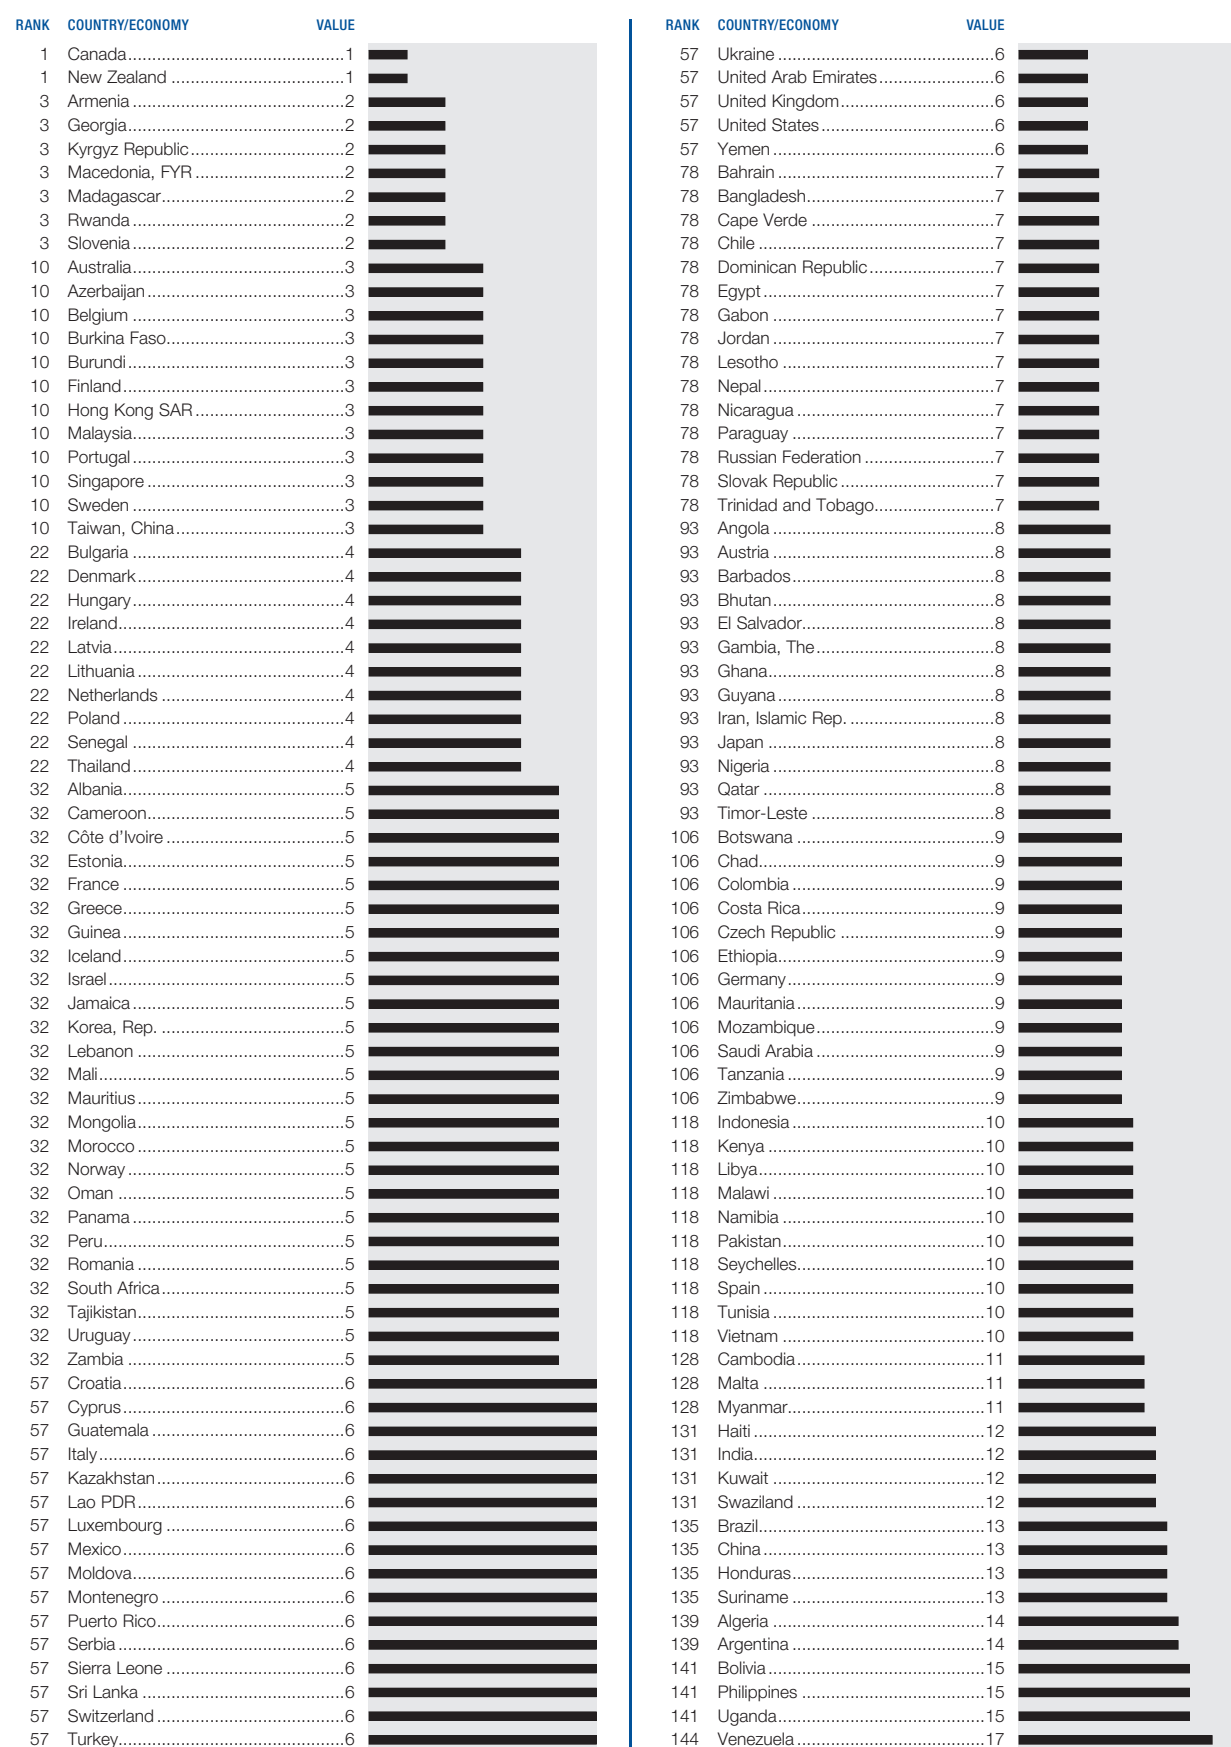 RANK COUNTRY/ECONOMY VALUE
1 Canada 1
1 New Zealand 1
3 Armenia 2
3 Georgia 2
3 Kyrgyz Republic 2
3 Macedonia, FYR 2
3 Madagascar 2
3 Rwanda 2
3 Slovenia 2
10 Australia 3
10 Azerbaijan 3
10 Belgium 3
10 Burkina Faso 3
10 Burundi 3
10 Finland 3
10 Hong Kong SAR 3
10 Malaysia 3
10 Portugal 3
10 Singapore 3
10 Sweden 3
10 Taiwan, China 3
22 Bulgaria 4
22 Denmark 4
22 Hungary 4
22 Ireland 4
22 Latvia 4
22 Lithuania 4
22 Netherlands 4
22 Poland 4
22 Senegal 4
22 Thailand 4
32 Albania 5
32 Cameroon 5
32 Côte d’Ivoire 5
32 Estonia 5
32 France 5
32 Greece 5
32 Guinea 5
32 Iceland 5
32 Israel 5
32 Jamaica 5
32 Korea, Rep. 5
32 Lebanon 5
32 Mali 5
32 Mauritius 5
32 Mongolia 5
32 Morocco 5
32 Norway 5
32 Oman 5
32 Panama 5
32 Peru 5
32 Romania 5
32 South Africa 5
32 Tajikistan 5
32 Uruguay 5
32 Zambia 5
57 Croatia 6
57 Cyprus 6
57 Guatemala 6
57 Italy 6
57 Kazakhstan 6
57 Lao PDR 6
57 Luxembourg 6
57 Mexico 6
57 Moldova 6
57 Montenegro 6
57 Puerto Rico 6
57 Serbia 6
57 Sierra Leone 6
57 Sri Lanka 6
57 Switzerland 6
57 Turkey 6
RANK COUNTRY/ECONOMY VALUE
57 Ukraine 6
57 United Arab Emirates 6
57 United Kingdom 6
57 United States 6
57 Yemen 6
78 Bahrain 7
78 Bangladesh 7
78 Cape Verde 7
78 Chile 7
78 Dominican Republic 7
78 Egypt 7
78 Gabon 7
78 Jordan 7
78 Lesotho 7
78 Nepal 7
78 Nicaragua 7
78 Paraguay 7
78 Russian Federation 7
78 Slovak Republic 7
78 Trinidad and Tobago 7
93 Angola 8
93 Austria 8
93 Barbados 8
93 Bhutan 8
93 El Salvador 8
93 Gambia, The 8
93 Ghana 8
93 Guyana 8
93 Iran, Islamic Rep. 8
93 Japan 8
93 Nigeria 8
93 Qatar 8
93 Timor-Leste 8
106 Botswana 9
106 Chad 9
106 Colombia 9
106 Costa Rica 9
106 Czech Republic 9
106 Ethiopia 9
106 Germany 9
106 Mauritania 9
106 Mozambique 9
106 Saudi Arabia 9
106 Tanzania 9
106 Zimbabwe 9
118 Indonesia 10
118 Kenya 10
118 Libya 10
118 Malawi 10
118 Namibia 10
118 Pakistan 10
118 Seychelles 10
118 Spain 10
118 Tunisia 10
118 Vietnam 10
128 Cambodia 11
128 Malta 11
128 Myanmar 11
131 Haiti 12
131 India 12
131 Kuwait 12
131 Swaziland 12
135 Brazil 13
135 China 13
135 Honduras 13
135 Suriname 13
139 Algeria 14
139 Argentina 14
141 Bolivia 15
141 Philippines 15
141 Uganda 15
144 Venezuela 17